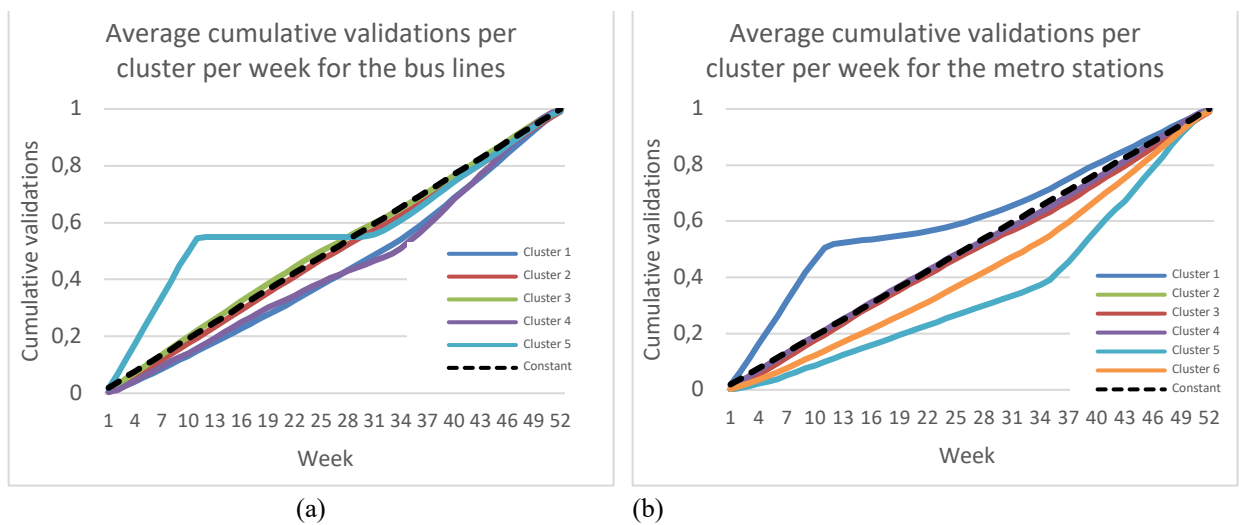 Average cumulative validations per
cluster per week for the bus lines
Cumulative validations
1
0,8
0,6
0,4
0,2
0
1 4 7 10 13 16 19 22 25 28 31 34 37 40 43 46 49 52
Week
Cluster 1
Cluster 2
Cluster 3
Cluster 4
Cluster 5
Constant
(a)
Average cumulative validations per
cluster per week for the metro stations
Cumulative validations
1
0,8
0,6
0,4
0,2
0
1 4 7 10 13 16 19 22 25 28 31 34 37 40 43 46 49 52
Week
Cluster 1
Cluster 2
Cluster 3
Cluster 4
Cluster 5
Cluster 6
Constant
(b)